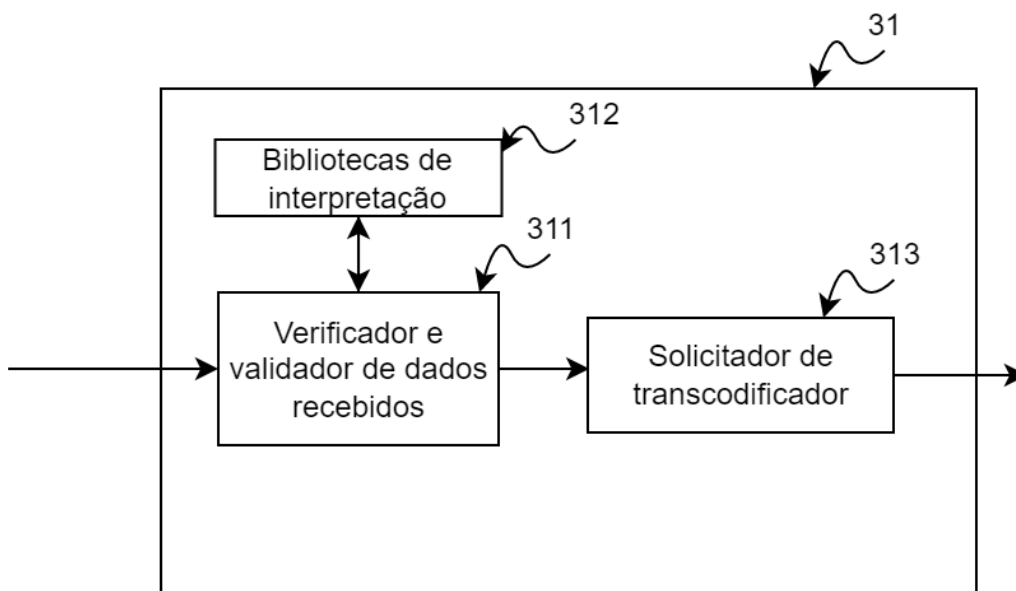 31
312
Bibliotecas de
interpretação
311
313
Verificador e
validador de dados
recebidos
Solicitador de
transcodificador